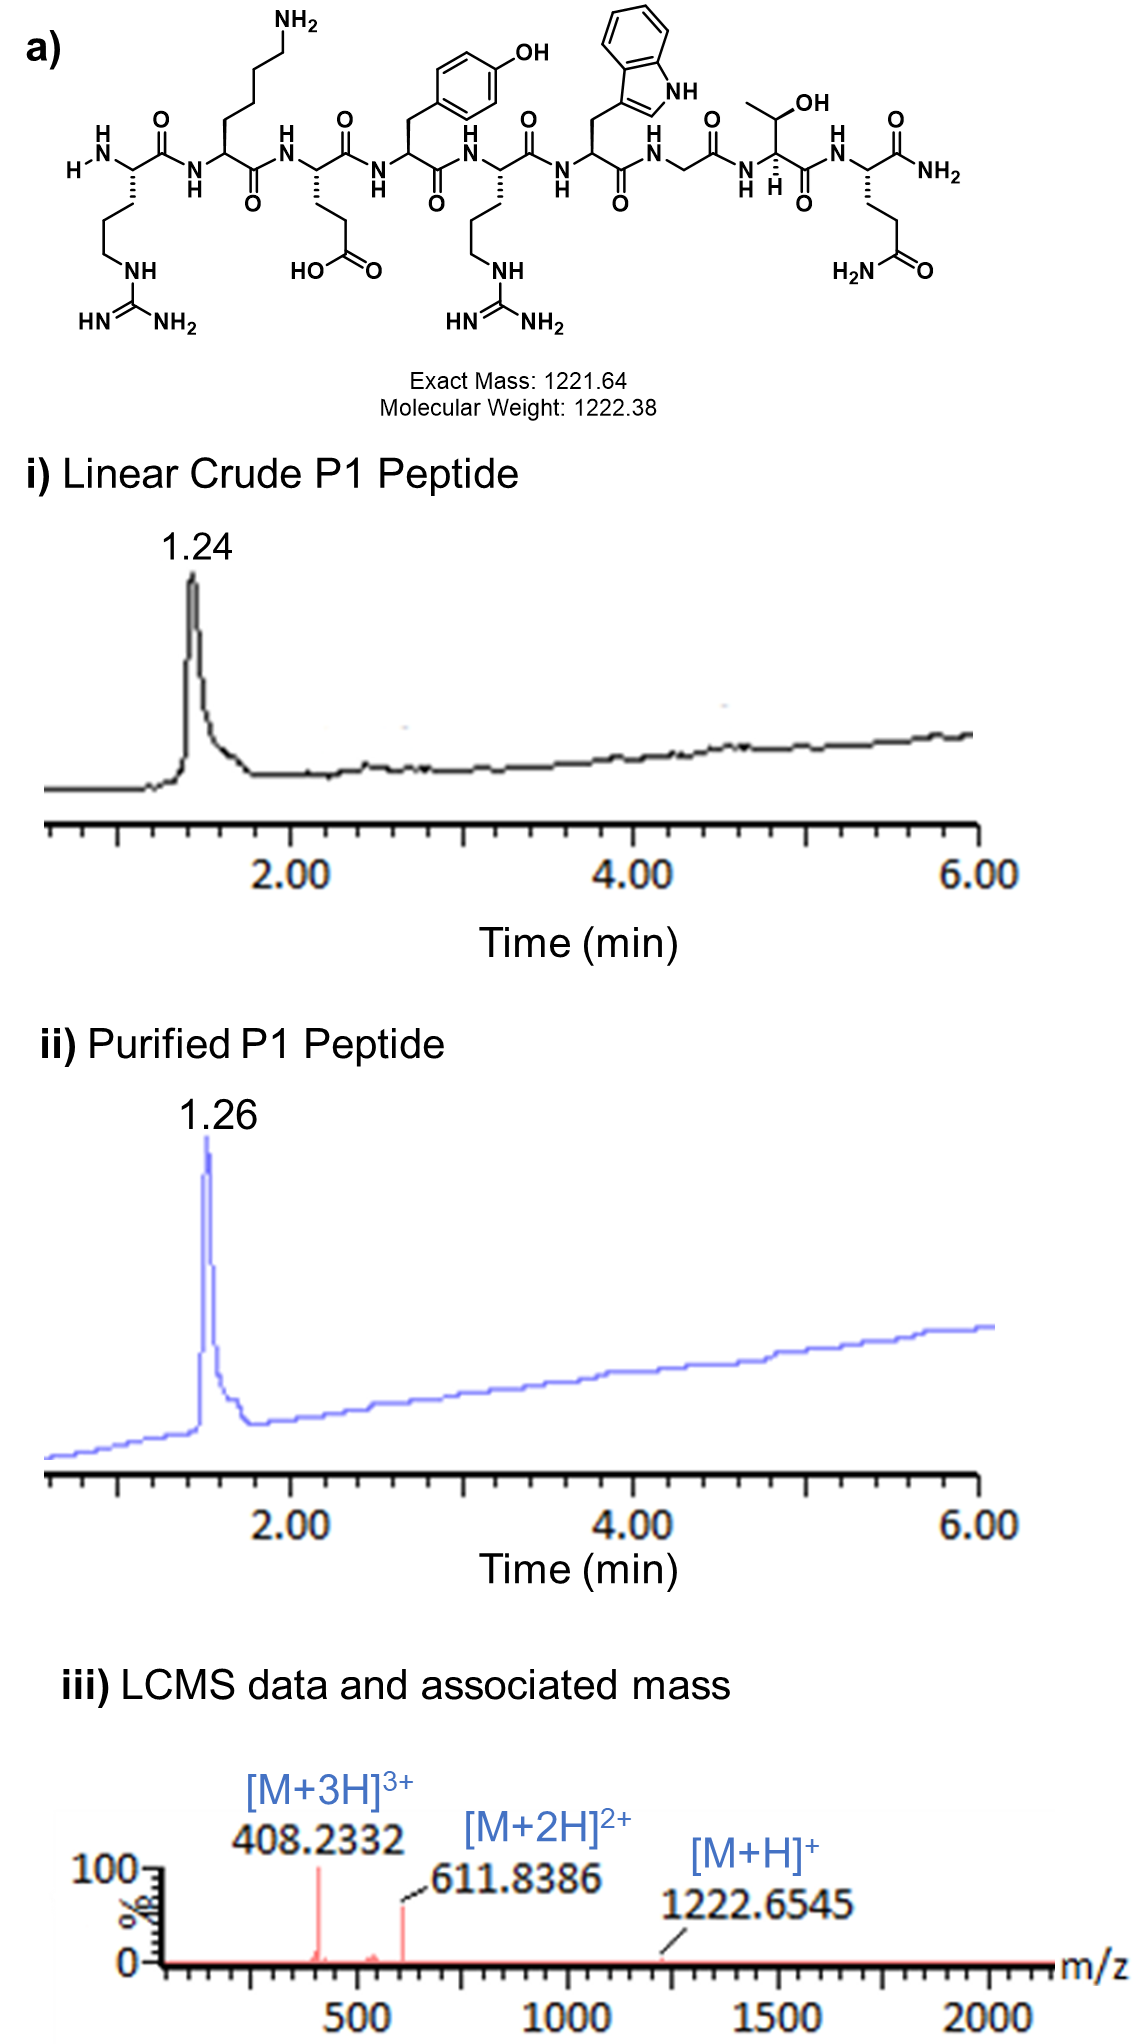 a)
NH2
OH
NH
OH
H
O
H
O
H
O
H
O
H
O
H
N
N
N
N
N
N
N
N
N
NH2
H
O
H
O
H
O
H
O
H
H
O
NH
HO
O
NH
H2N
O
HN
NH2
HN
NH2
Exact Mass: 1221.64
Molecular Weight: 1222.38
i) Linear Crude P1 Peptide
1.24
2.00 4.00 6.00
Time (min)
ii) Purified P1 Peptide
1.26
2.00 4.00 6.00
Time (min)
iii) LCMS data and associated mass
[M+3H]3+
408.2332
[M+2H]2+
611.8386
[M+H]+
1222.6545
100
%
0
m/z
500 1000 1500 2000